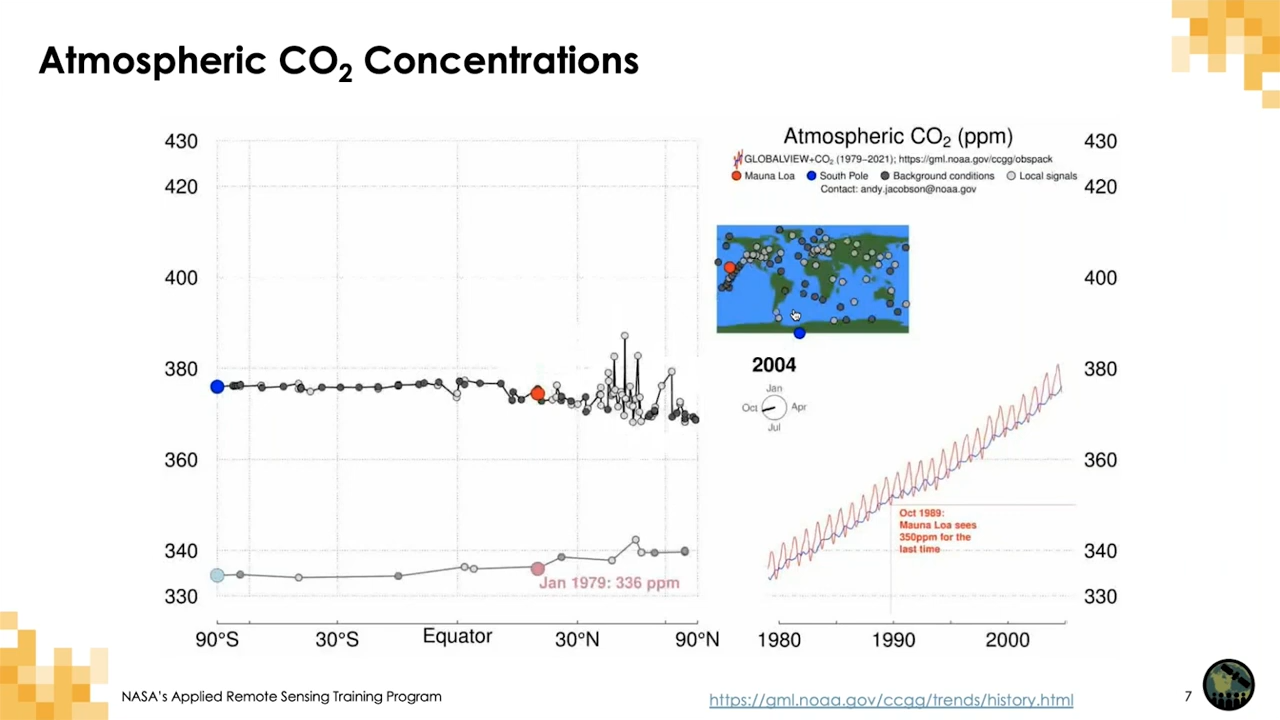 Atmospheric CO₂ Concentrations
430
420
400
380
360
340
330
90°S
30°S
Equator
30°N
90°N
Jan 1979: 336 ppm
Atmospheric CO₂ (ppm)
GLOBALVIEW+CO₂ (1979–2021); https://gml.noaa.gov/ccgg/obspack
Mauna Loa South Pole Background conditions Local signals
Contact: andy.jacobson@noaa.gov
2004
Jan
Oct Apr
Jul
Oct 1989:
Mauna Loa sees
350ppm for the
last time
430
420
400
380
360
340
330
1980
1990
2000
NASA's Applied Remote Sensing Training Program
https://gml.noaa.gov/ccgg/trends/history.html
7